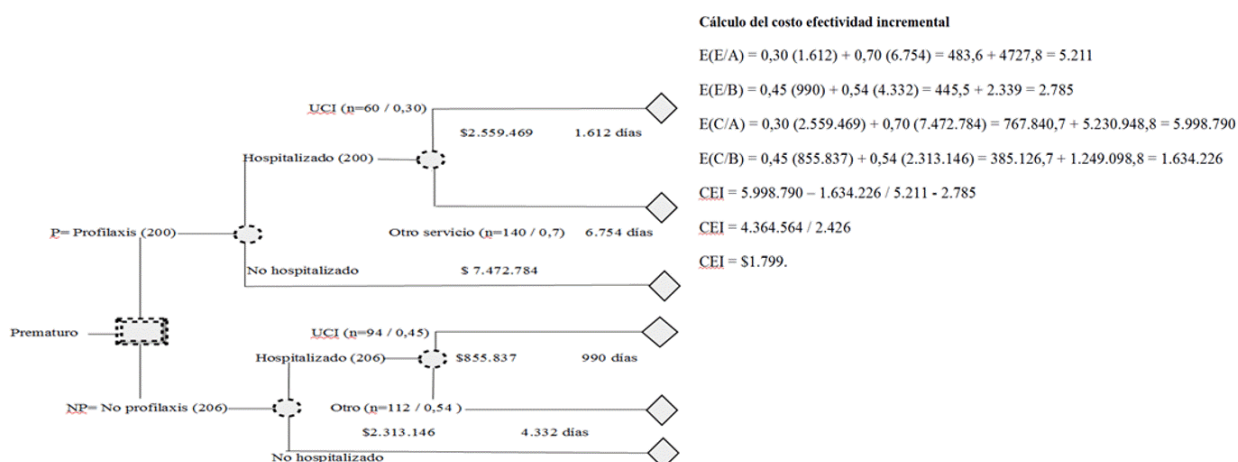 UCI (n=60 / 0,30)
$2.559.469 1.612 días
Hospitalizado (200)
P= Profilaxis (200)
Otro servicio (n=140 / 0,7) 6.754 días
No hospitalizado $ 7.472.784
Prematuro
UCI (n=94 / 0,45)
Hospitalizado (206) $855.837 990 días
NP= No profilaxis (206) Otro (n=112 / 0,54 )
$2.313.146 4.332 días
No hospitalizado
Cálculo del costo efectividad incremental
E(E/A) = 0,30 (1.612) + 0,70 (6.754) = 483,6 + 4727,8 = 5.211
E(E/B) = 0,45 (990) + 0,54 (4.332) = 445,5 + 2.339 = 2.785
E(C/A) = 0,30 (2.559.469) + 0,70 (7.472.784) = 767.840,7 + 5.230.948,8 = 5.998.790
E(C/B) = 0,45 (855.837) + 0,54 (2.313.146) = 385.126,7 + 1.249.098,8 = 1.634.226
CEI = 5.998.790 – 1.634.226 / 5.211 - 2.785
CEI = 4.364.564 / 2.426
CEI = $1.799.